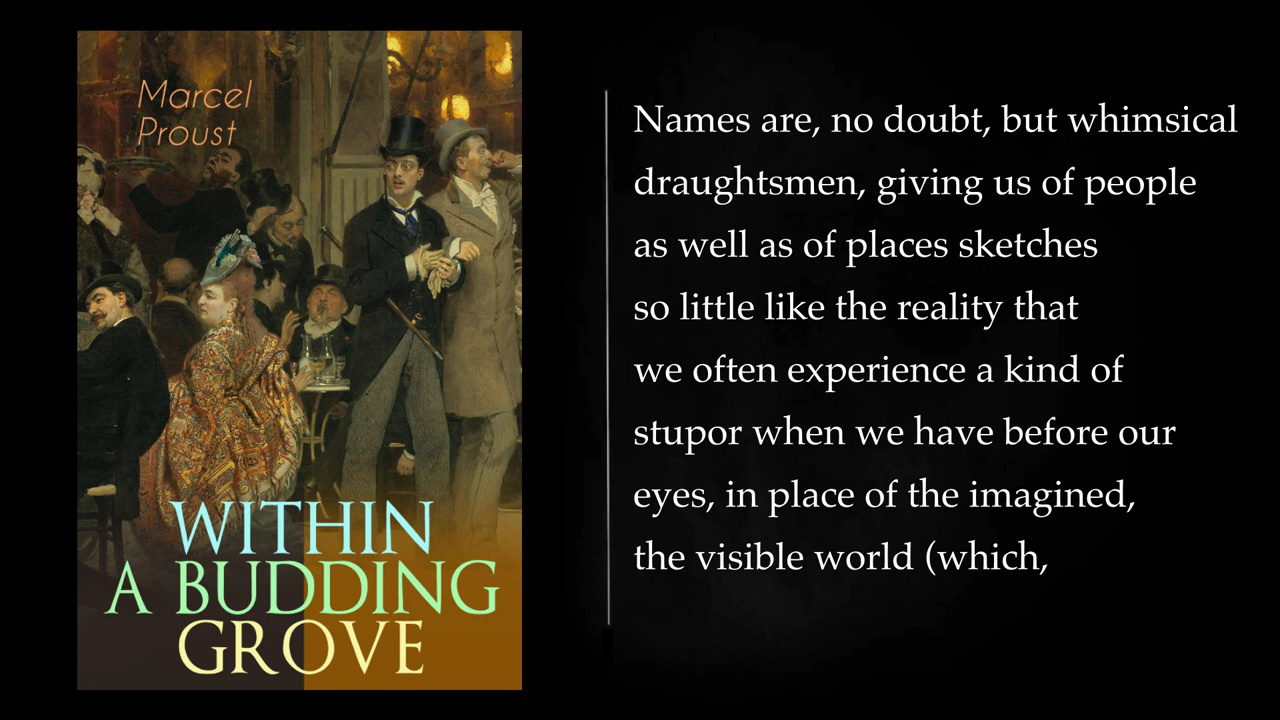 Marcel
Proust
WITHIN
A BUDDING
GROVE
Names are, no doubt, but whimsical
draughtsmen, giving us of people
as well as of places sketches
so little like the reality that
we often experience a kind of
stupor when we have before our
eyes, in place of the imagined,
the visible world (which,